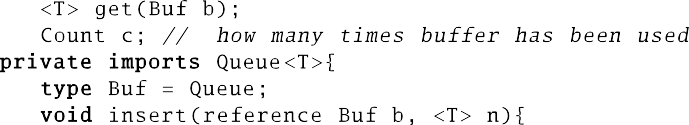 <T> get(Buf b);
Count c; // how many times buffer has been used
private imports Queue<T>{
type Buf = Queue;
void insert(reference Buf b, <T> n){